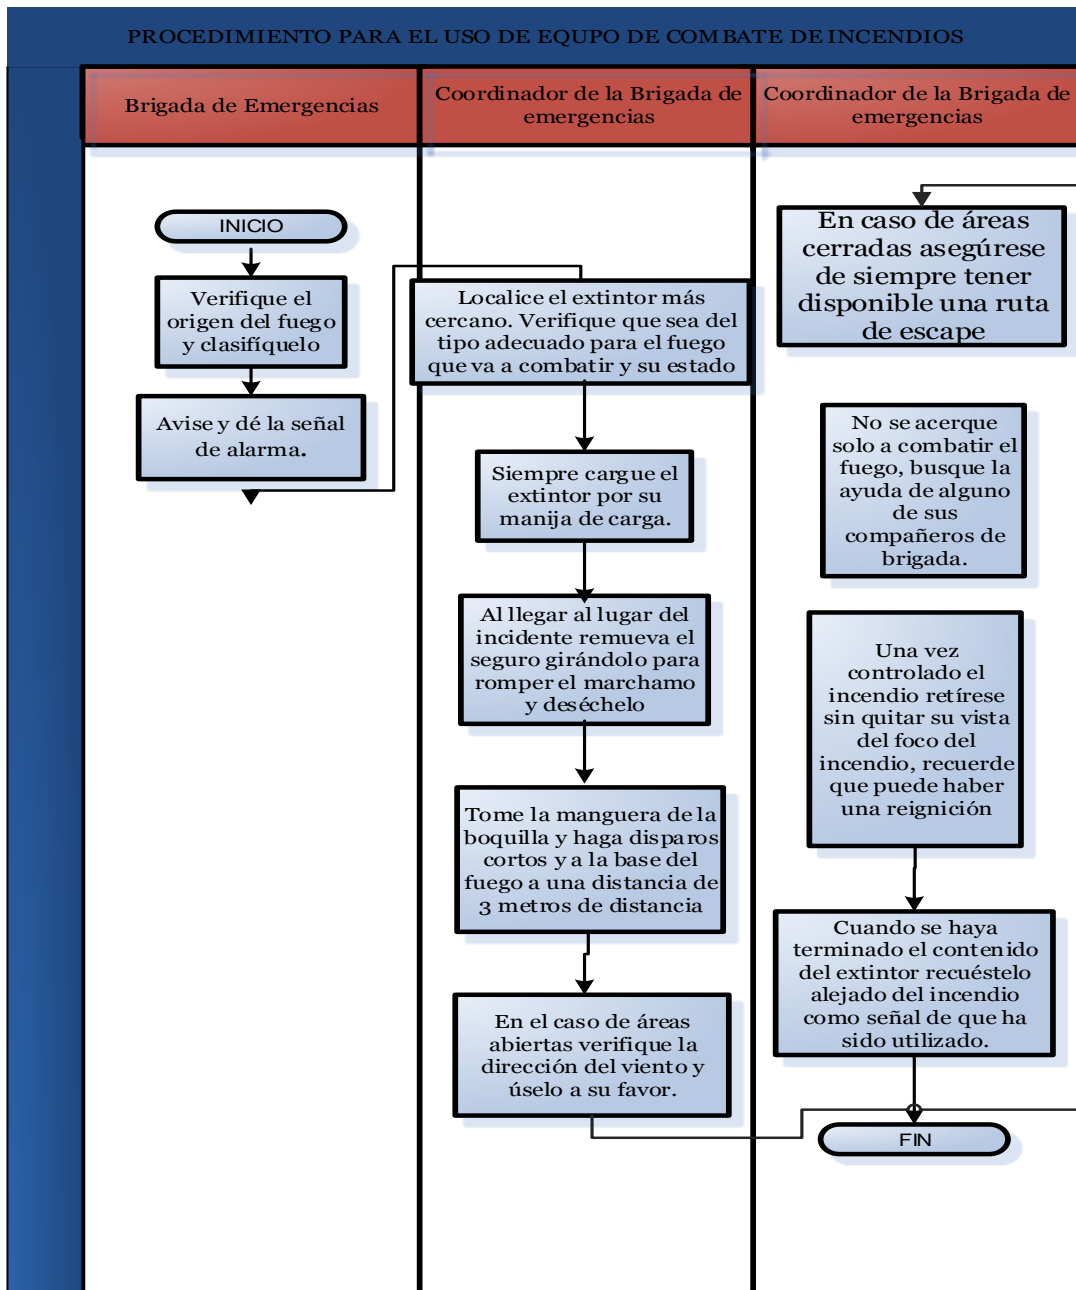 PROCEDIMIENTO PARA EL USO DE EQUPO DE COMBATE DE INCENDIOS
Brigada de Emergencias
Coordinador de la Brigada de
emergencias
Coordinador de la Brigada de
emergencias
INICIO
Verifique el
origen del fuego
y clasifíquelo
Avise y dé la señal
de alarma.
Localice el extintor más
cercano. Verifique que sea del
tipo adecuado para el fuego
que va a combatir y su estado
Siempre cargue el
extintor por su
manija de carga.
Al llegar al lugar del
incidente remueva el
seguro girándolo para
romper el marchamo
y deséchelo
Tome la manguera de la
boquilla y haga disparos
cortos y a la base del
fuego a una distancia de
3 metros de distancia
En el caso de áreas
abiertas verifique la
dirección del viento y
úselo a su favor.
En caso de áreas
cerradas asegúrese
de siempre tener
disponible una ruta
de escape
No se acerque
solo a combatir el
fuego, busque la
ayuda de alguno
de sus
compañeros de
brigada.
Una vez
controlado el
incendio retírese
sin quitar su vista
del foco del
incendio, recuerde
que puede haber
una reignición
Cuando se haya
terminado el contenido
del extintor recuéstelo
alejado del incendio
como señal de que ha
sido utilizado.
FIN